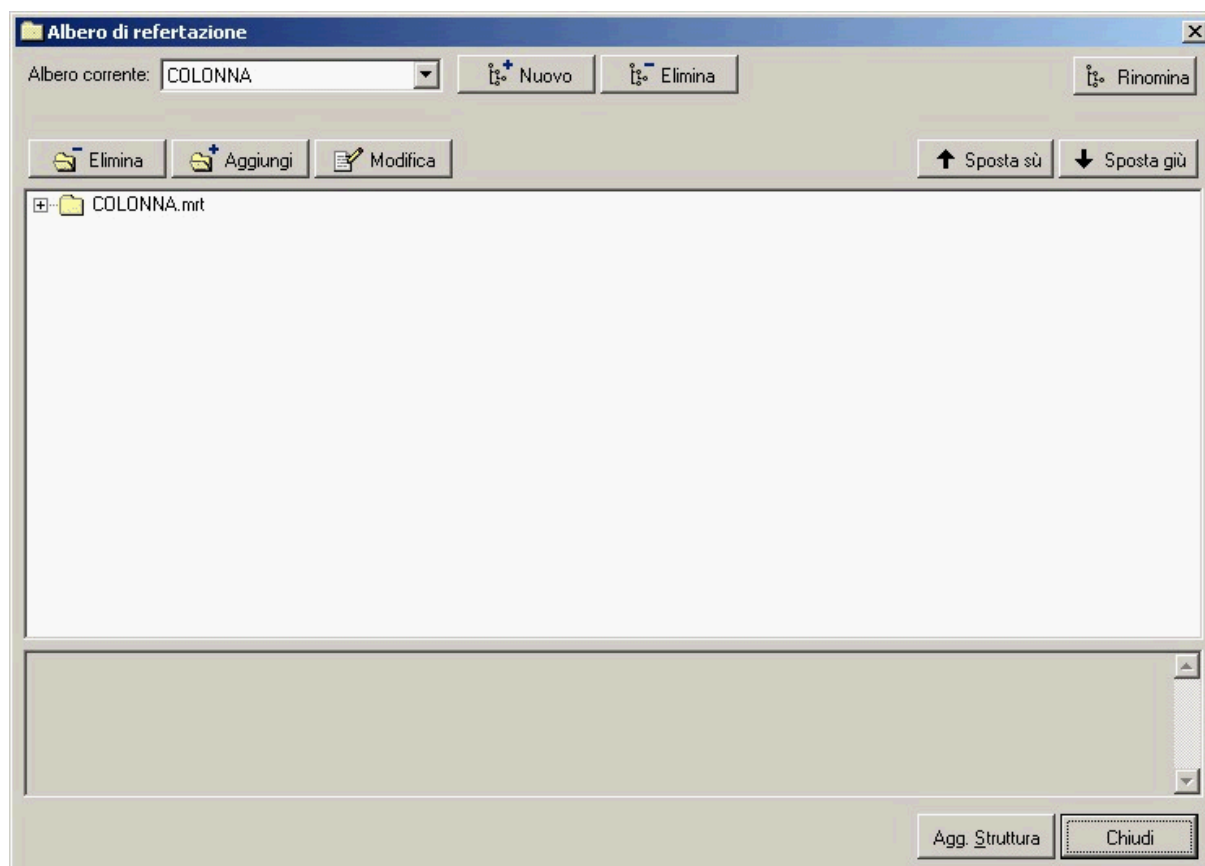 Albero di refertazione
Albero corrente: COLONNA Nuovo Elimina Rinomina
Elimina Aggiungi Modifica Sposta sù Sposta giù
COLONNA.mrt
Agg. Struttura Chiudi